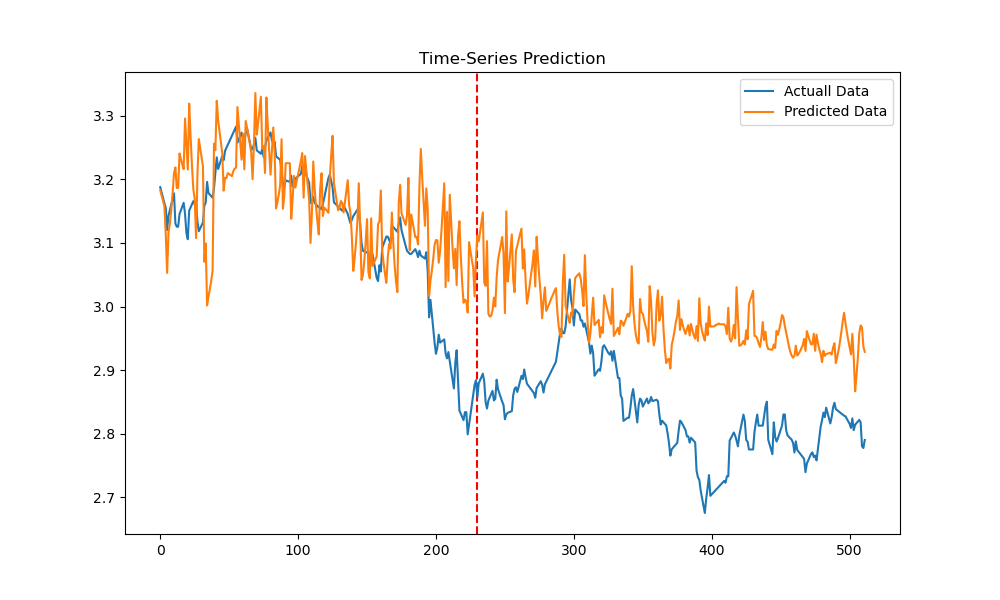 Time-Series Prediction
Actuall Data
Predicted Data
3.3
3.2
3.1
3.0
2.9
2.8
2.7
0 100 200 300 400 500